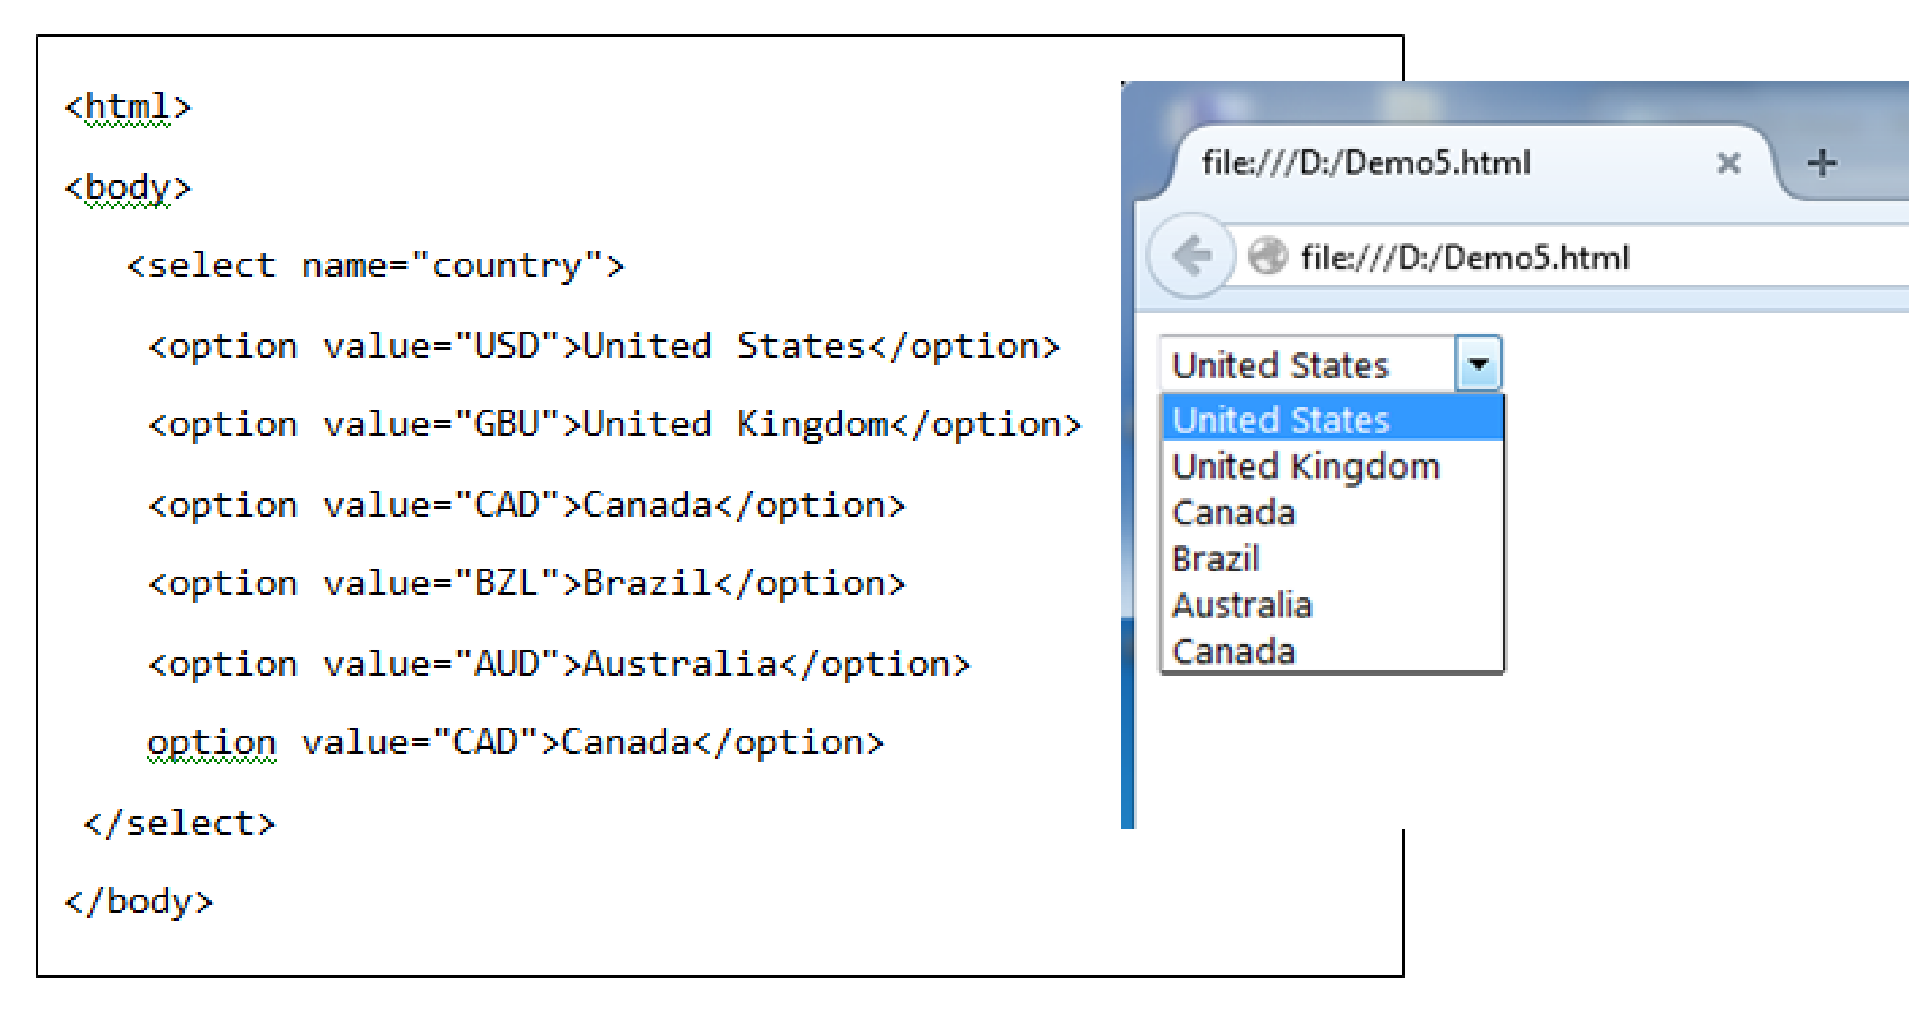 <html>
<body>
<select name="country">
<option value="USD">United States</option>
<option value="GBU">United Kingdom</option>
<option value="CAD">Canada</option>
<option value="BZL">Brazil</option>
<option value="AUD">Australia</option>
option value="CAD">Canada</option>
</select>
</body>
file:///D:/Demo5.html
file:///D:/Demo5.html
United States
United States
United Kingdom
Canada
Brazil
Australia
Canada